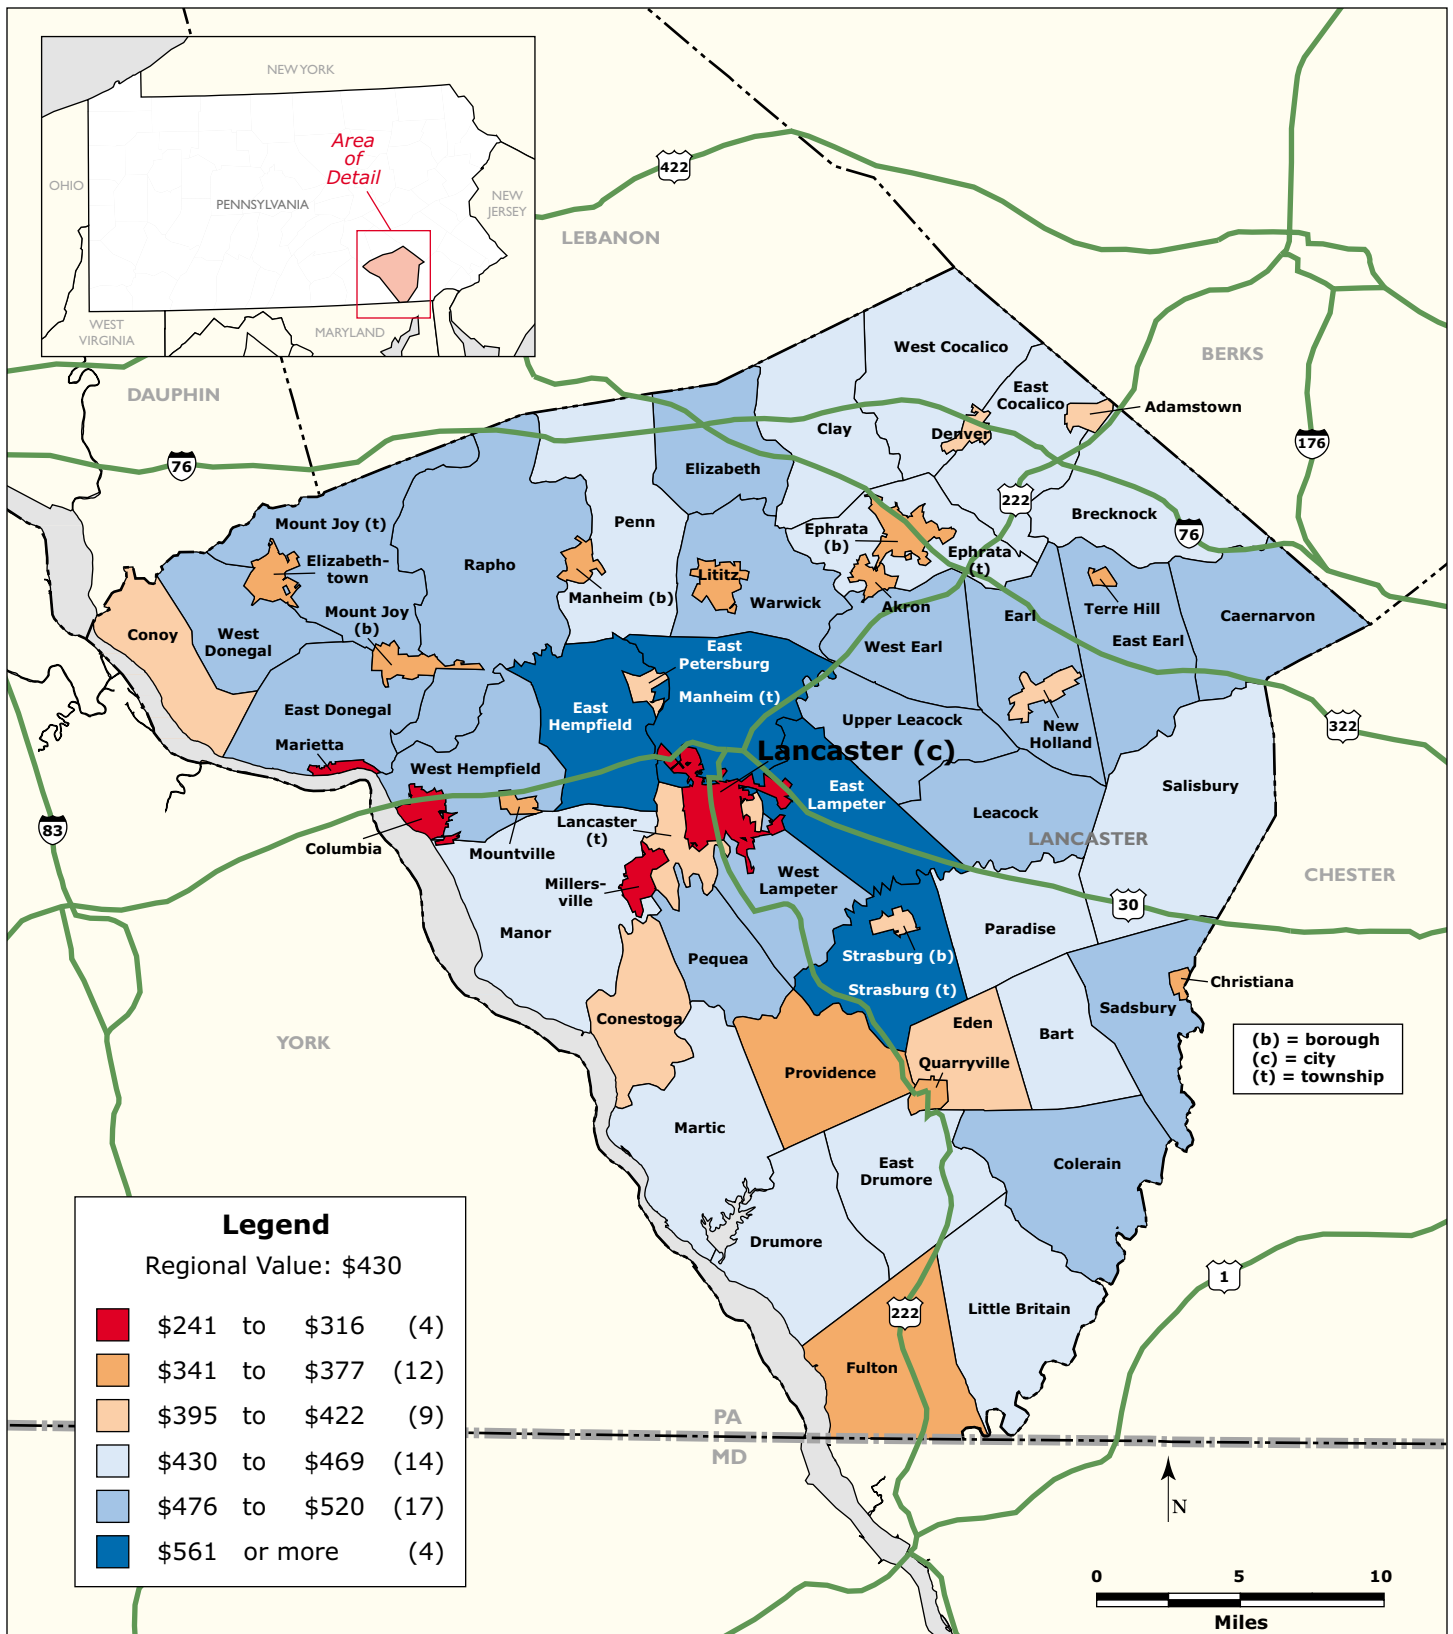 NEW YORK
Area
of
Detail
OHIO
PENNSYLVANIA
NEW
JERSEY
WEST
VIRGINIA
MARYLAND
422
LEBANON
DAUPHIN
BERKS
176
76
West Cocalico
East
Cocalico
Adamstown
Clay
Denver
Elizabeth
222
Brecknock
76
Mount Joy (t)
Penn
Ephrata
(b)
Ephrata
(t)
Elizabeth-
town
Rapho
Lititz
Manheim (b)
Warwick
Akron
Earl
Terre Hill
Caernarvon
Mount Joy
(b)
Conoy
West
Donegal
West Earl
East Earl
East
Petersburg
Manheim (t)
East Donegal
East
Hempfield
Upper Leacock
New
Holland
322
Marietta
Lancaster (c)
West Hempfield
East
Lampeter
Salisbury
83
Lancaster
(t)
Leacock
LANCASTER
Columbia
Mountville
West
Lampeter
CHESTER
Millers-
ville
30
Manor
Paradise
Pequea
Strasburg (b)
Strasburg (t)
Christiana
Sadsbury
Conestoga
Eden
Bart
YORK
Quarryville
Providence
(b) = borough
(c) = city
(t) = township
Martic
East
Drumore
Colerain
Drumore
1
Little Britain
222
Fulton
Legend
Regional Value: $430
$241 to $316 (4)
$341 to $377 (12)
$395 to $422 (9)
$430 to $469 (14)
$476 to $520 (17)
$561 or more (4)
PA
MD
N
0 5 10
Miles